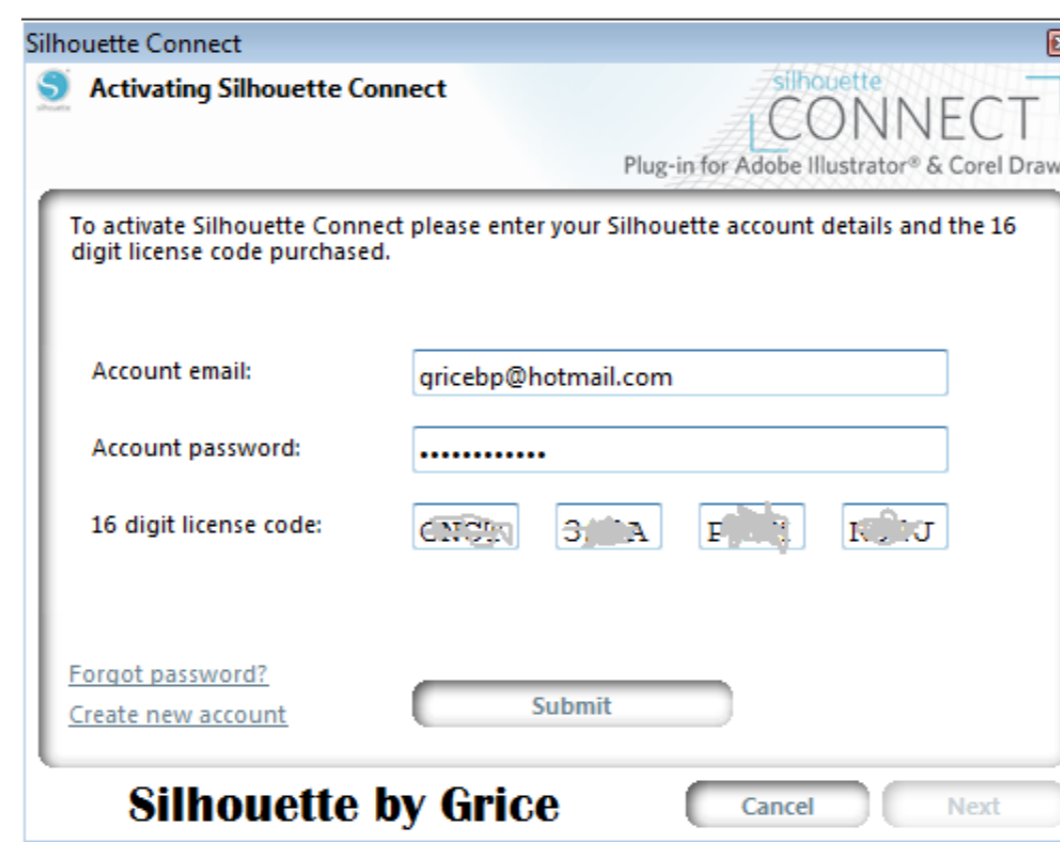 Silhouette Connect
Activating Silhouette Connect
silhouette
CONNECT
Plug-in for Adobe Illustrator® & Corel Draw
To activate Silhouette Connect please enter your Silhouette account details and the 16
digit license code purchased.
Account email:
gricebp@hotmail.com
Account password:
••••••••••••
16 digit license code:
Forgot password?
Create new account
Submit
Silhouette by Grice
Cancel
Next